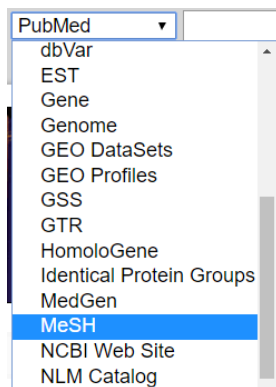 PubMed
dbVar
EST
Gene
Genome
GEO DataSets
GEO Profiles
GSS
GTR
HomoloGene
Identical Protein Groups
MedGen
MeSH
NCBI Web Site
NLM Catalog